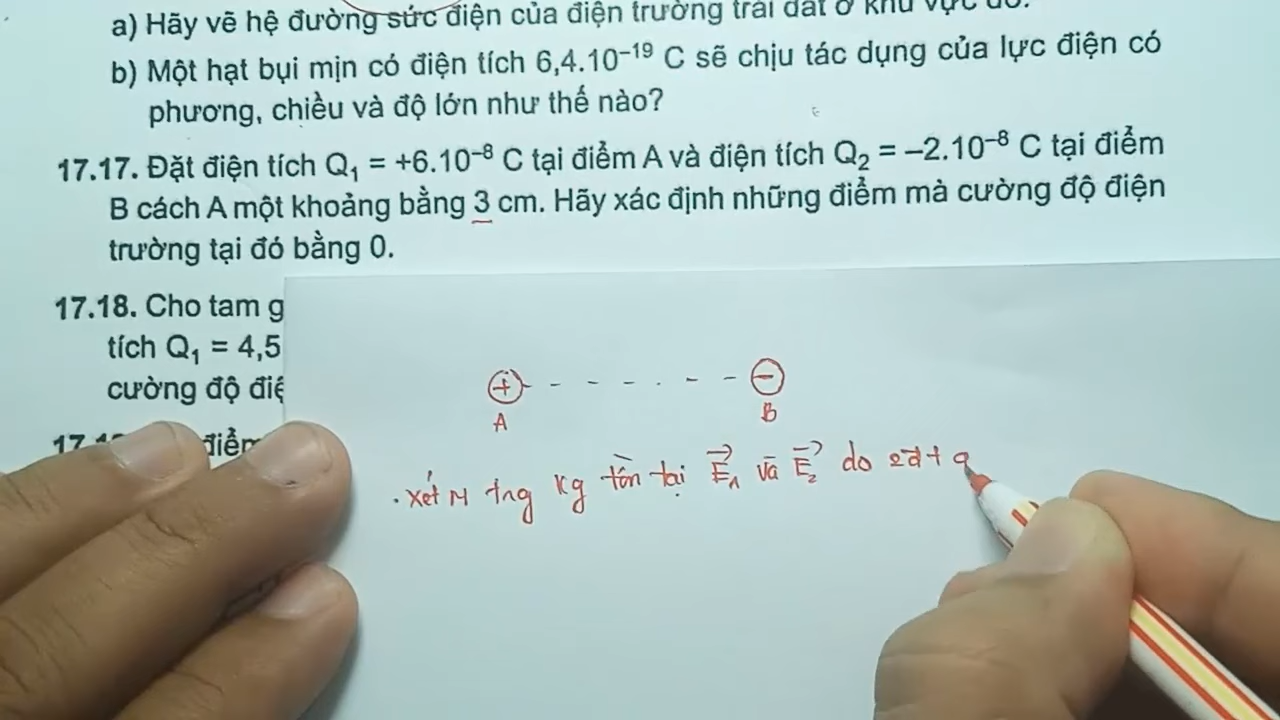 a) Hãy vẽ hệ đường sức điện của điện trường trái đất ở khu vực đó.
b) Một hạt bụi mịn có điện tích 6,4.10⁻¹⁹ C sẽ chịu tác dụng của lực điện có
phương, chiều và độ lớn như thế nào?
17.17. Đặt điện tích Q₁ = +6.10⁻⁸ C tại điểm A và điện tích Q₂ = –2.10⁻⁸ C tại điểm
B cách A một khoảng bằng 3 cm. Hãy xác định những điểm mà cường độ điện
trường tại đó bằng 0.
17.18. Cho tam g
tích Q₁ = 4,5
cường độ điệ
điểm
+ - - - - - - −
A B
. Xét M tng kg tồn tại E⃗₁ và E⃗₂ do 2đt